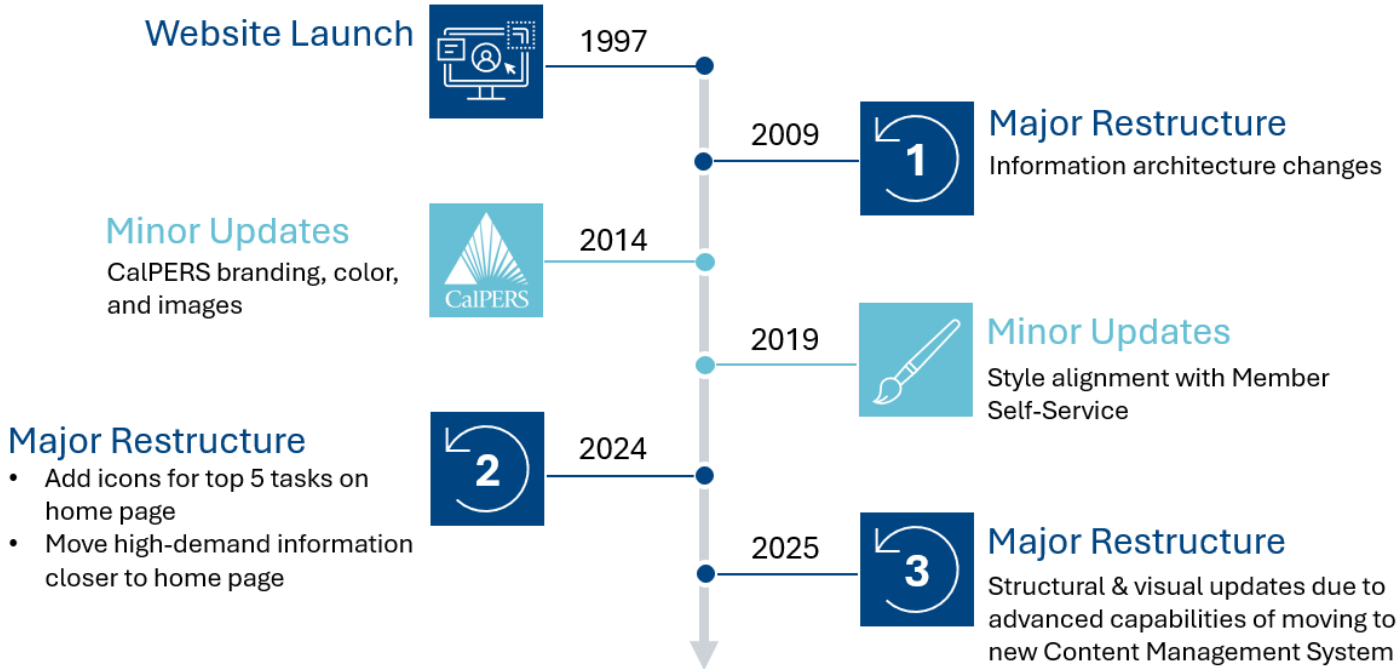 Website Launch
1997
2009
1
Major Restructure
Information architecture changes
Minor Updates
CalPERS branding, color,
and images
CalPERS
2014
2019
Minor Updates
Style alignment with Member
Self-Service
Major Restructure
• Add icons for top 5 tasks on
home page
• Move high-demand information
closer to home page
2
2024
2025
3
Major Restructure
Structural & visual updates due to
advanced capabilities of moving to
new Content Management System